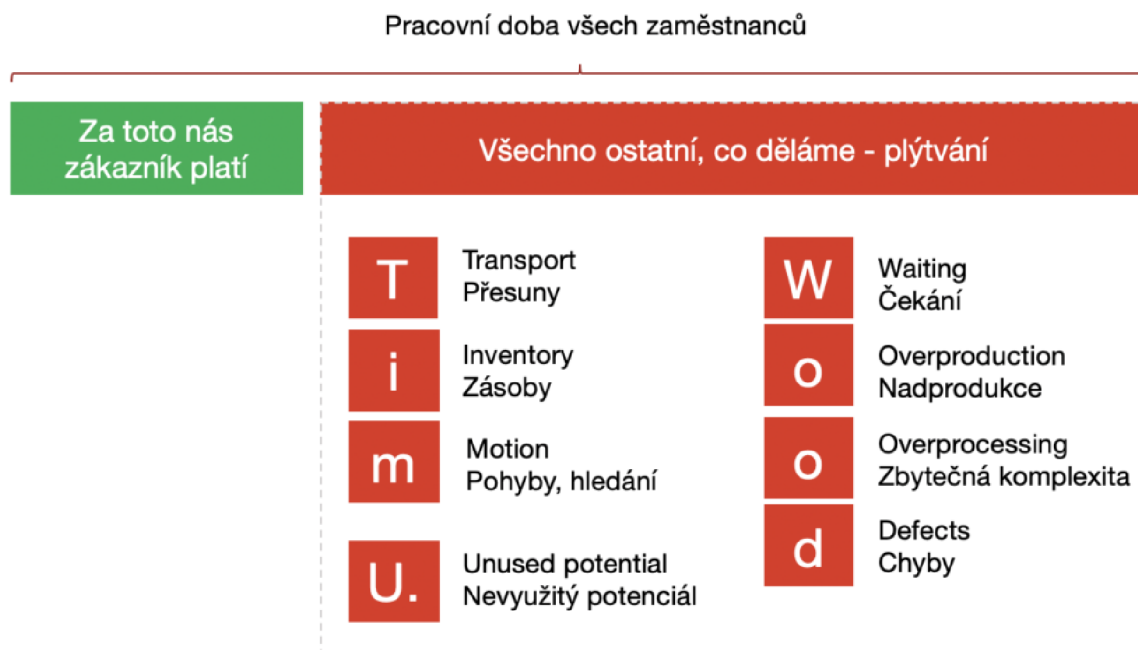 Pracovní doba všech zaměstnanců
Za toto nás
zákazník platí
Všechno ostatní, co děláme - plýtvání
T
Transport
Přesuny
i
Inventory
Zásoby
m
Motion
Pohyby, hledání
U.
Unused potential
Nevyužitý potenciál
W
Waiting
Čekání
o
Overproduction
Nadprodukce
o
Overprocessing
Zbytečná komplexita
d
Defects
Chyby